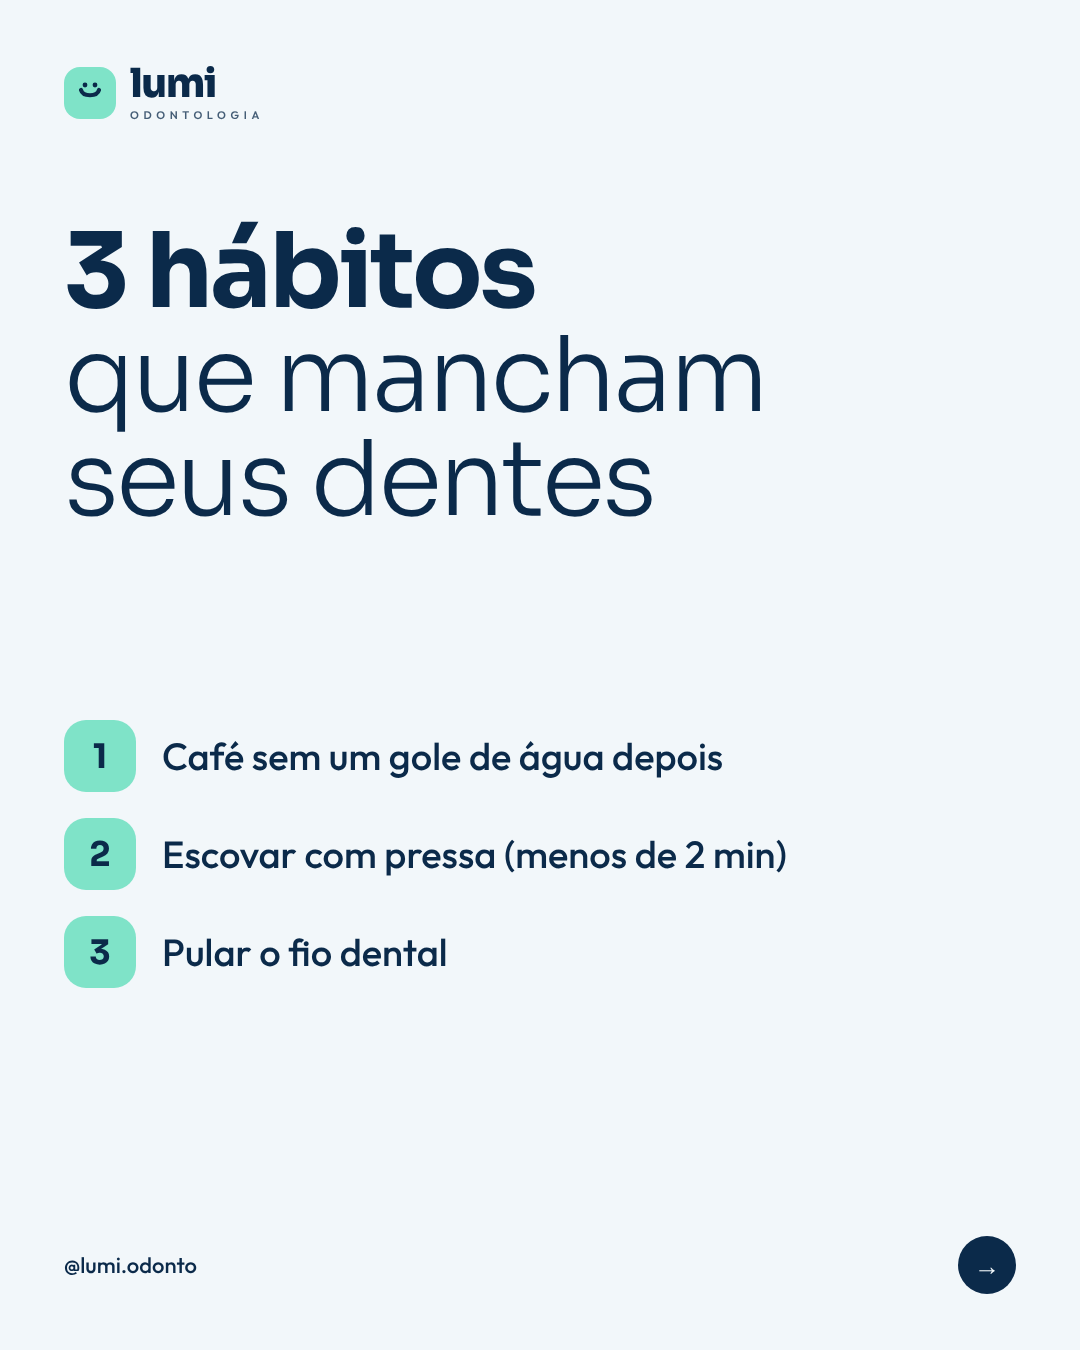 lumi
ODONTOLOGIA
3 hábitos
que mancham
seus dentes
1 Café sem um gole de água depois
2 Escovar com pressa (menos de 2 min)
3 Pular o fio dental
@lumi.odonto →